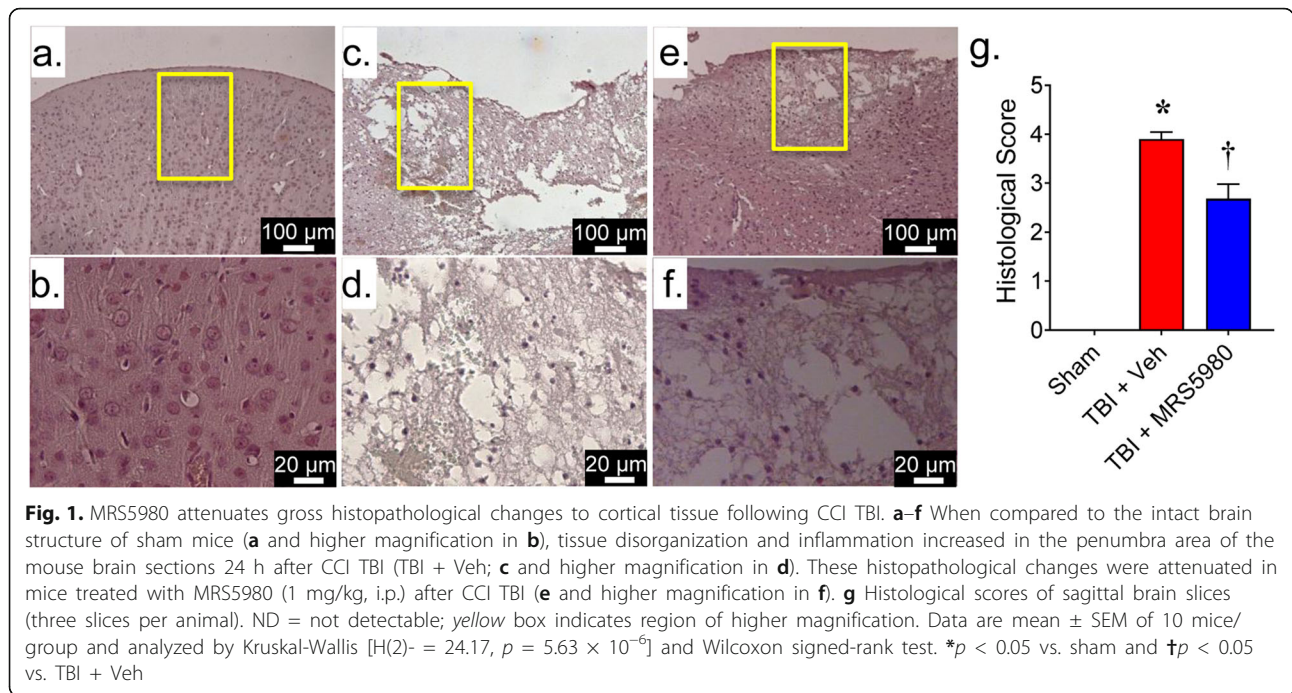 a.
100 µm
b.
20 µm
c.
100 µm
d.
20 µm
e.
100 µm
f.
20 µm
g.
Histological Score
5
4
3
2
1
0
*
†
Sham
TBI + Veh
TBI + MRS5980
Fig. 1. MRS5980 attenuates gross histopathological changes to cortical tissue following CCI TBI. a–f When compared to the intact brain
structure of sham mice (a and higher magnification in b), tissue disorganization and inflammation increased in the penumbra area of the
mouse brain sections 24 h after CCI TBI (TBI + Veh; c and higher magnification in d). These histopathological changes were attenuated in
mice treated with MRS5980 (1 mg/kg, i.p.) after CCI TBI (e and higher magnification in f). g Histological scores of sagittal brain slices
(three slices per animal). ND = not detectable; yellow box indicates region of higher magnification. Data are mean ± SEM of 10 mice/
group and analyzed by Kruskal-Wallis [H(2)- = 24.17, p = 5.63 × 10⁻⁶] and Wilcoxon signed-rank test. *p < 0.05 vs. sham and †p < 0.05
vs. TBI + Veh